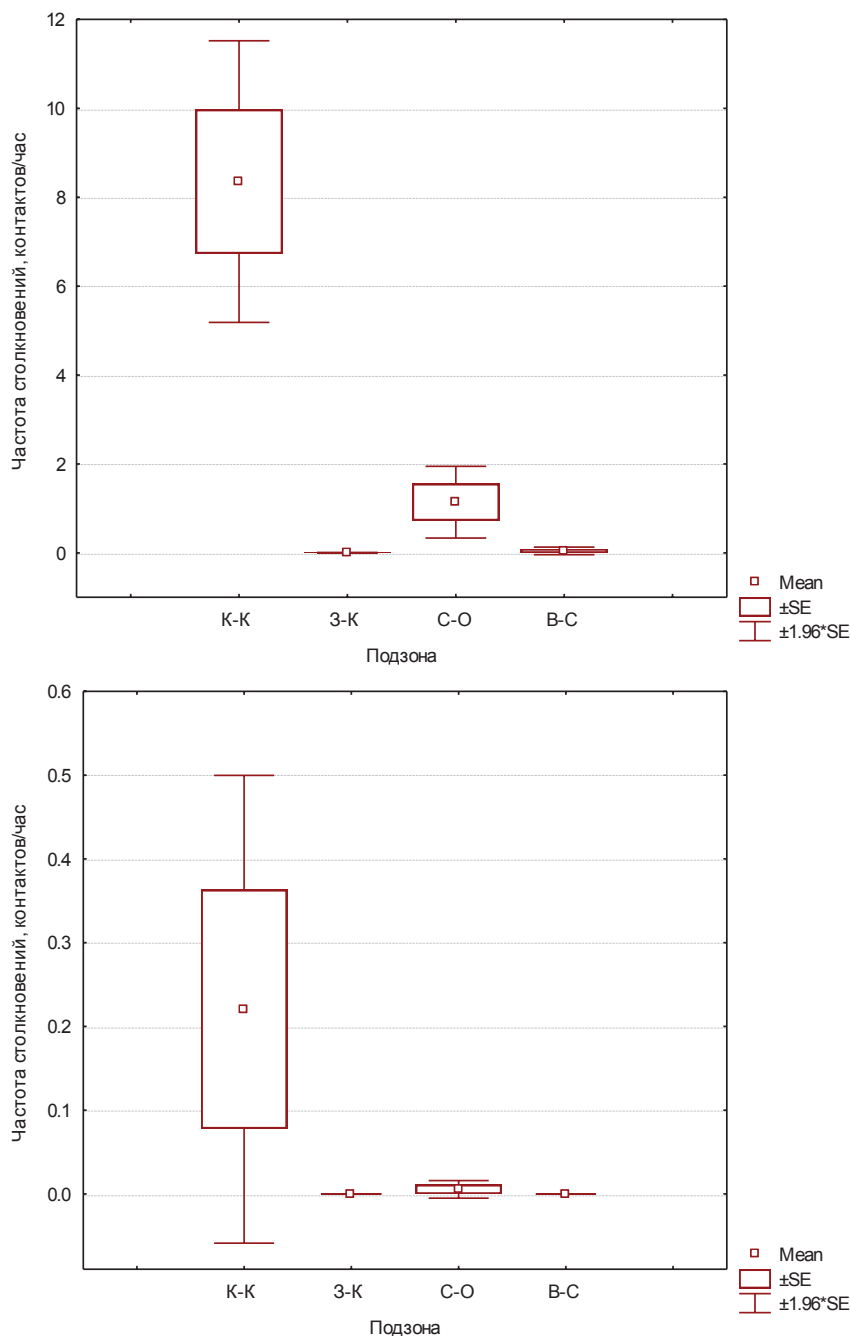 Частота столкновений, контактов/час
12
10
8
6
4
2
0
К-К
З-К
С-О
В-С
Подзона
Mean
±SE
±1.96*SE
Частота столкновений, контактов/час
0.6
0.5
0.4
0.3
0.2
0.1
0.0
К-К
З-К
С-О
В-С
Подзона
Mean
±SE
±1.96*SE